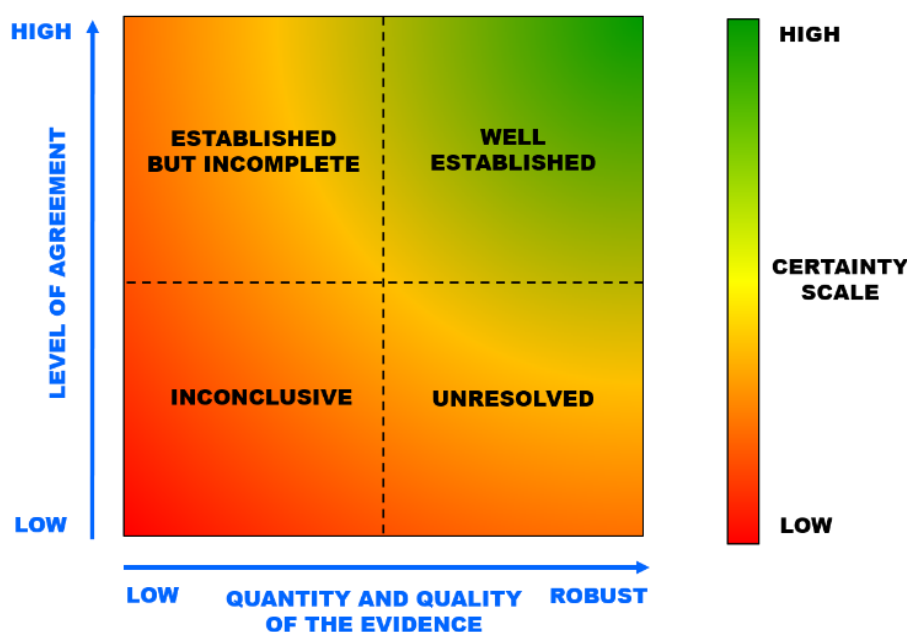 HIGH
LEVEL OF AGREEMENT
LOW
ESTABLISHED
BUT INCOMPLETE
WELL
ESTABLISHED
INCONCLUSIVE
UNRESOLVED
LOW
QUANTITY AND QUALITY
OF THE EVIDENCE
ROBUST
HIGH
CERTAINTY
SCALE
LOW